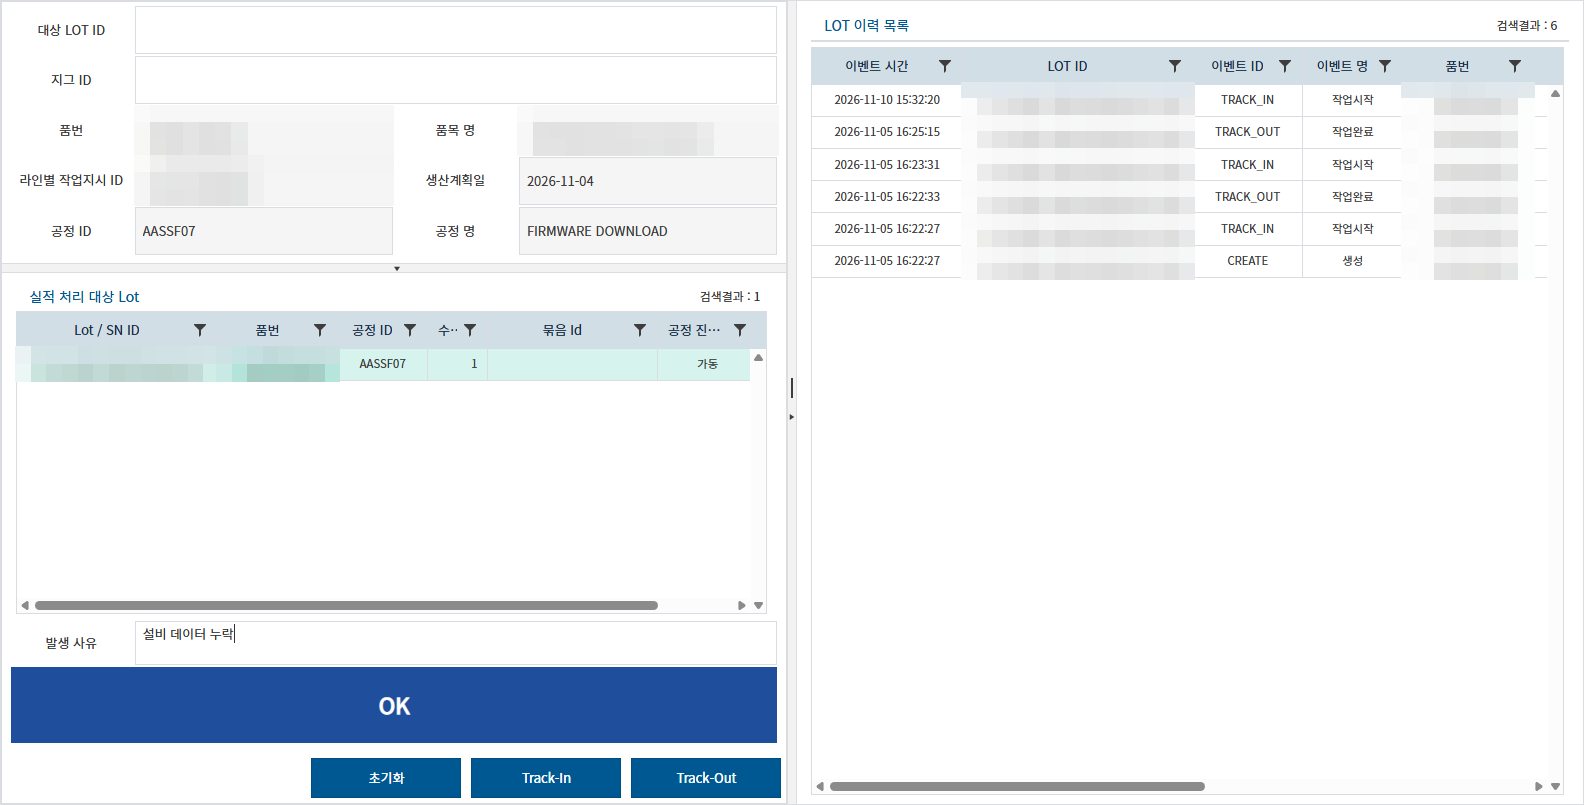 대상 LOT ID
지그 ID
품번
품목 명
라인별 작업지시 ID
생산계획일 2026-11-04
공정 ID AASSF07
공정 명 FIRMWARE DOWNLOAD
실적 처리 대상 Lot 검색결과 : 1
Lot / SN ID 품번 공정 ID 수·· 묶음 Id 공정 진···
AASSF07 1 가동
발생 사유 설비 데이터 누락
OK
초기화 Track-In Track-Out
LOT 이력 목록 검색결과 : 6
이벤트 시간 LOT ID 이벤트 ID 이벤트 명 품번
2026-11-10 15:32:20 TRACK_IN 작업시작
2026-11-05 16:25:15 TRACK_OUT 작업완료
2026-11-05 16:23:31 TRACK_IN 작업시작
2026-11-05 16:22:33 TRACK_OUT 작업완료
2026-11-05 16:22:27 TRACK_IN 작업시작
2026-11-05 16:22:27 CREATE 생성